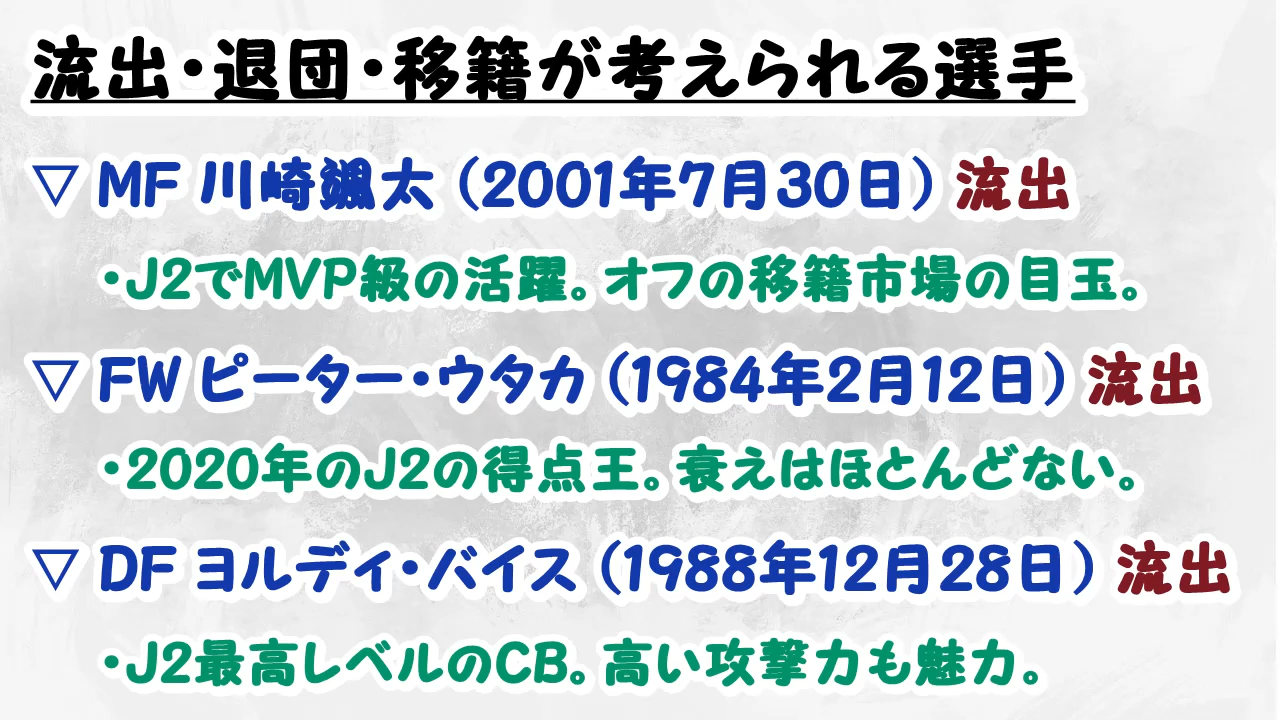 流出・退団・移籍が考えられる選手
▽ MF 川崎颯太（2001年7月30日）流出
・J2でMVP級の活躍。オフの移籍市場の目玉。
▽ FW ピーター・ウタカ（1984年2月12日）流出
・2020年のJ2の得点王。衰えはほとんどない。
▽ DF ヨルディ・バイス（1988年12月28日）流出
・J2最高レベルのCB。高い攻撃力も魅力。